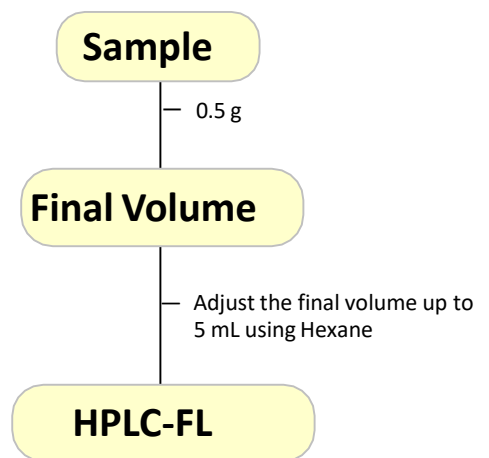 Sample
0.5 g
Final Volume
Adjust the final volume up to
5 mL using Hexane
HPLC-FL